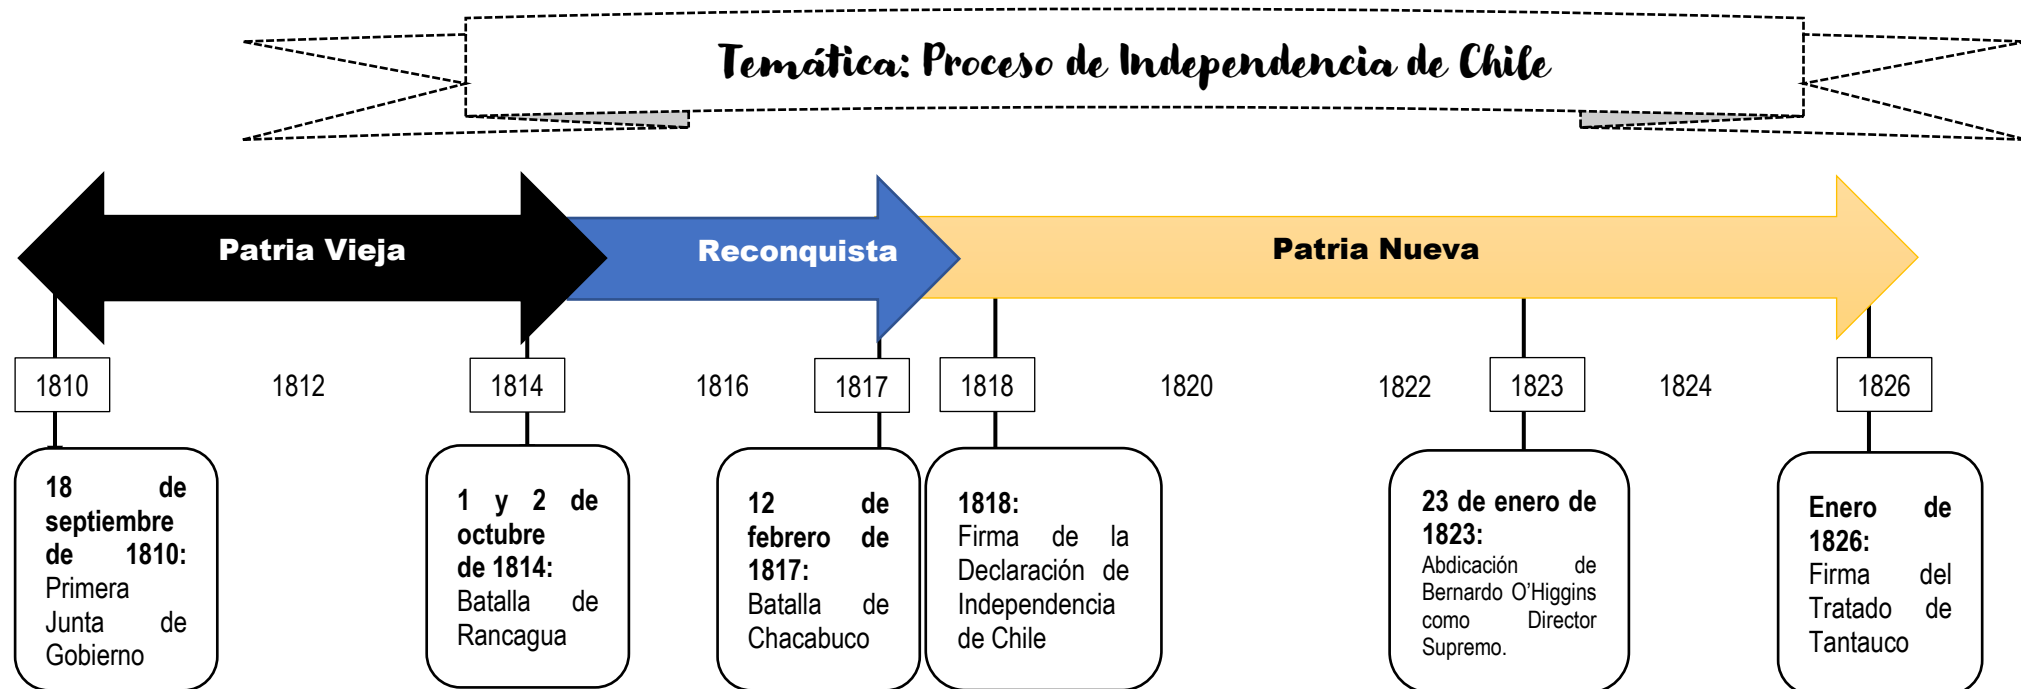 Temática: Proceso de Independencia de Chile
Patria Vieja
Reconquista
Patria Nueva
1810
1812
1814
1816
1817
1818
1820
1822
1823
1824
1826
18 de
septiembre
de 1810:
Primera
Junta de
Gobierno
1 y 2 de
octubre
de 1814:
Batalla de
Rancagua
12 de
febrero de
1817:
Batalla de
Chacabuco
1818:
Firma de la
Declaración de
Independencia
de Chile
23 de enero de
1823:
Abdicación de
Bernardo O’Higgins
como Director
Supremo.
Enero de
1826:
Firma del
Tratado de
Tantauco